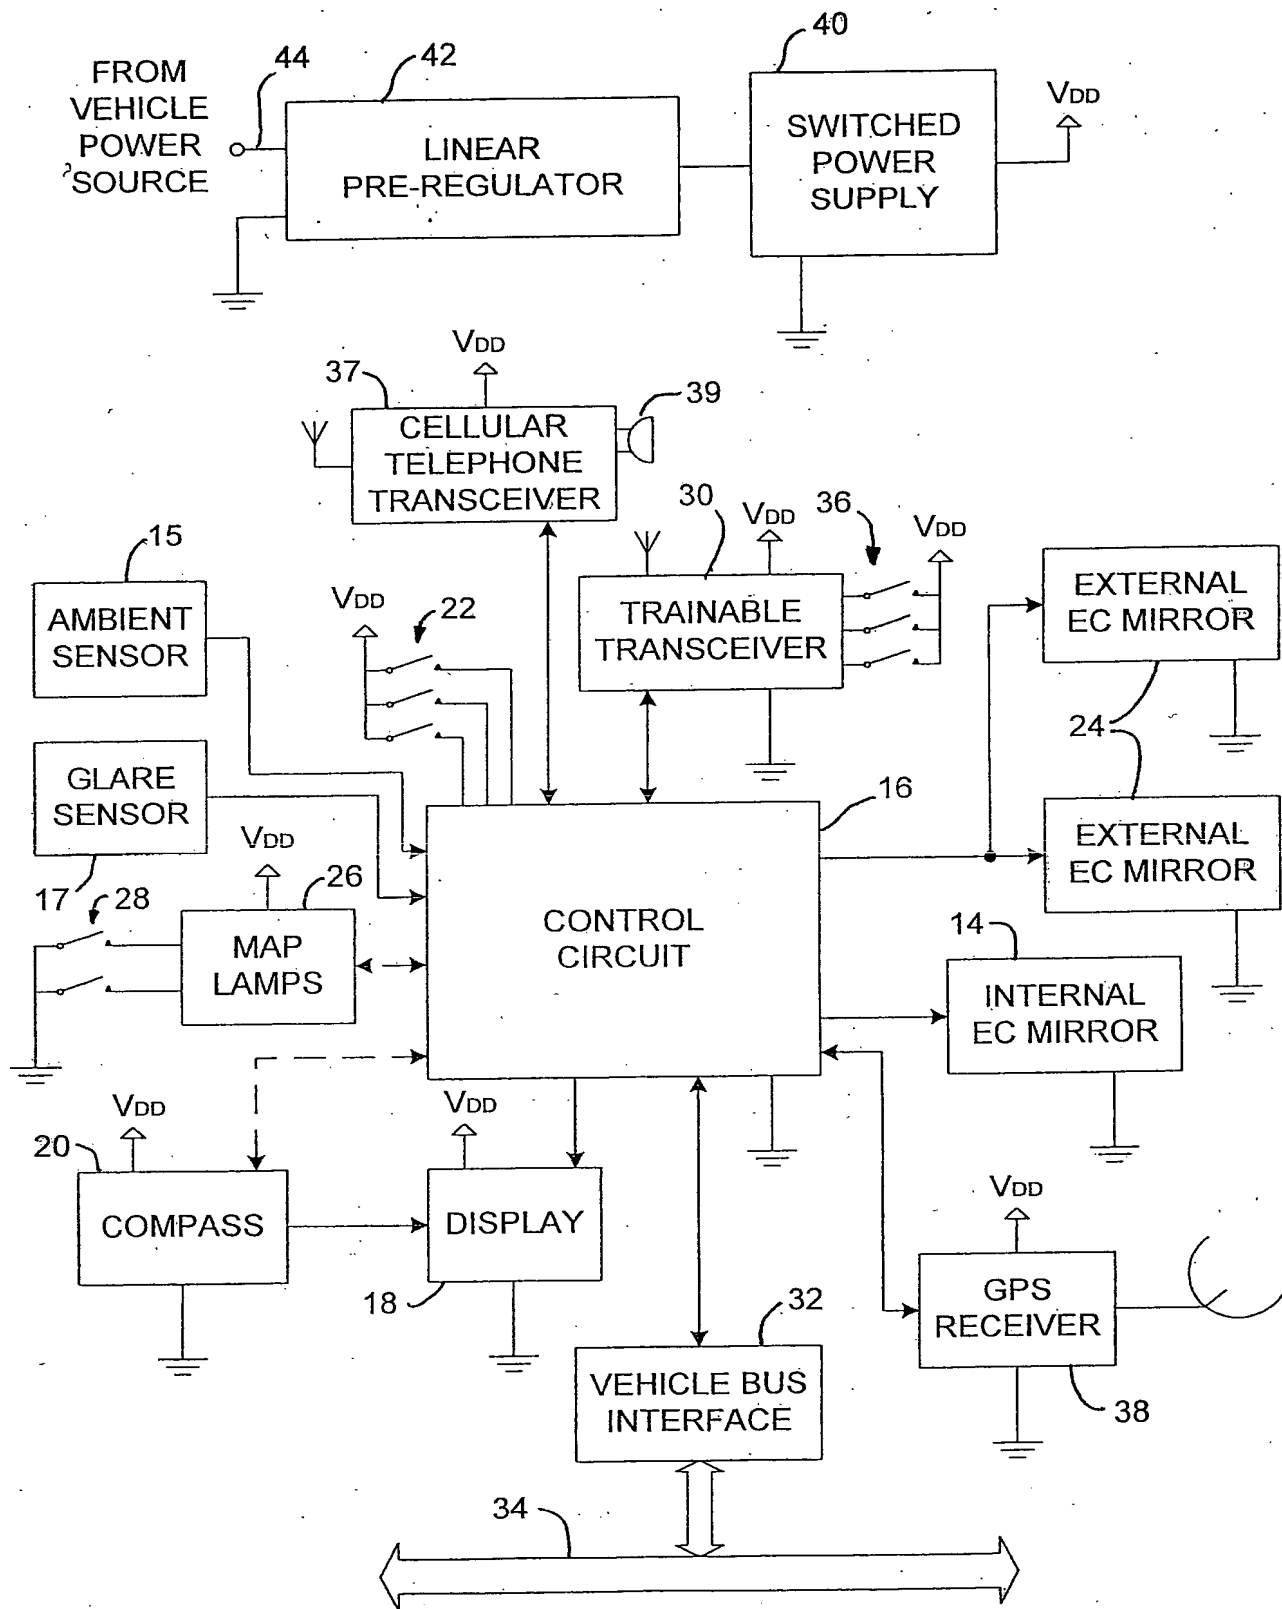 40
42
44
FROM
VEHICLE
POWER
SOURCE
LINEAR
PRE-REGULATOR
SWITCHED
POWER
SUPPLY
VDD
VDD
37
39
CELLULAR
TELEPHONE
TRANSCEIVER
30
VDD
36
VDD
15
AMBIENT
SENSOR
VDD
22
TRAINABLE
TRANSCEIVER
EXTERNAL
EC MIRROR
24
GLARE
SENSOR
16
EXTERNAL
EC MIRROR
17
28
VDD
26
MAP
LAMPS
CONTROL
CIRCUIT
14
INTERNAL
EC MIRROR
VDD
20
COMPASS
VDD
DISPLAY
18
VDD
GPS
RECEIVER
38
32
VEHICLE BUS
INTERFACE
34